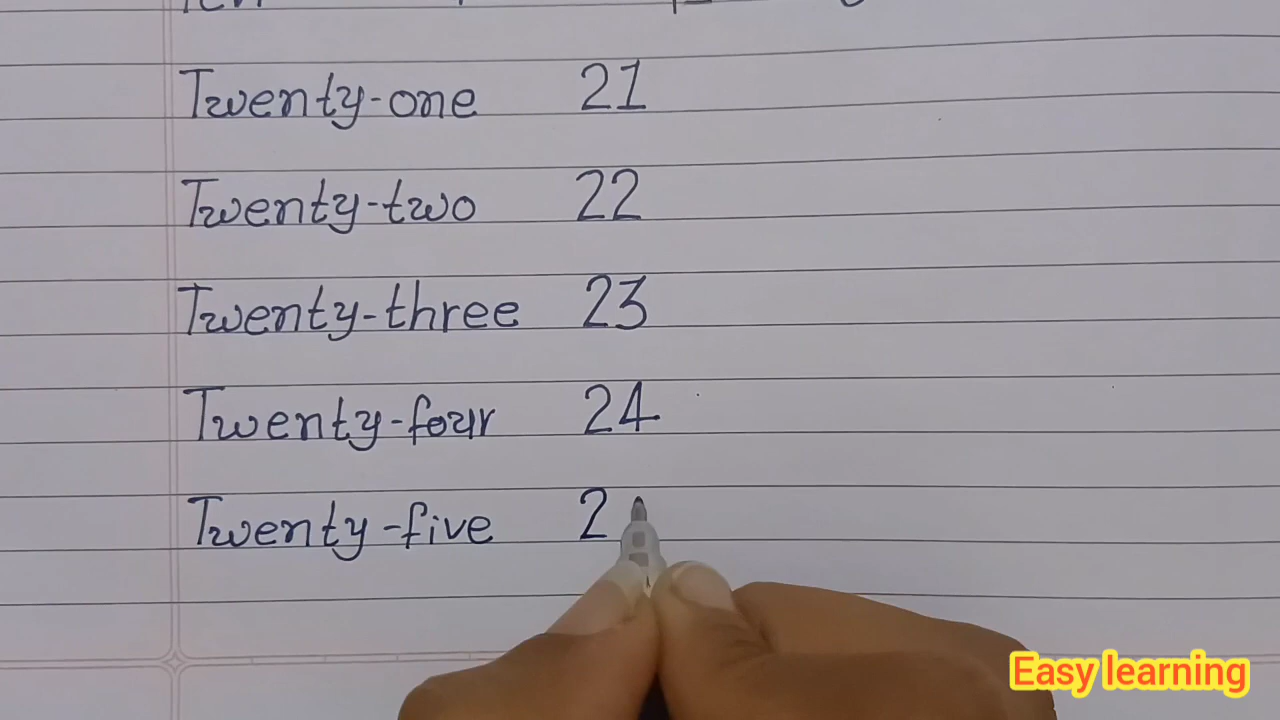 Twenty-one 21
Twenty-two 22
Twenty-three 23
Twenty-four 24
Twenty-five 2
Easy learning